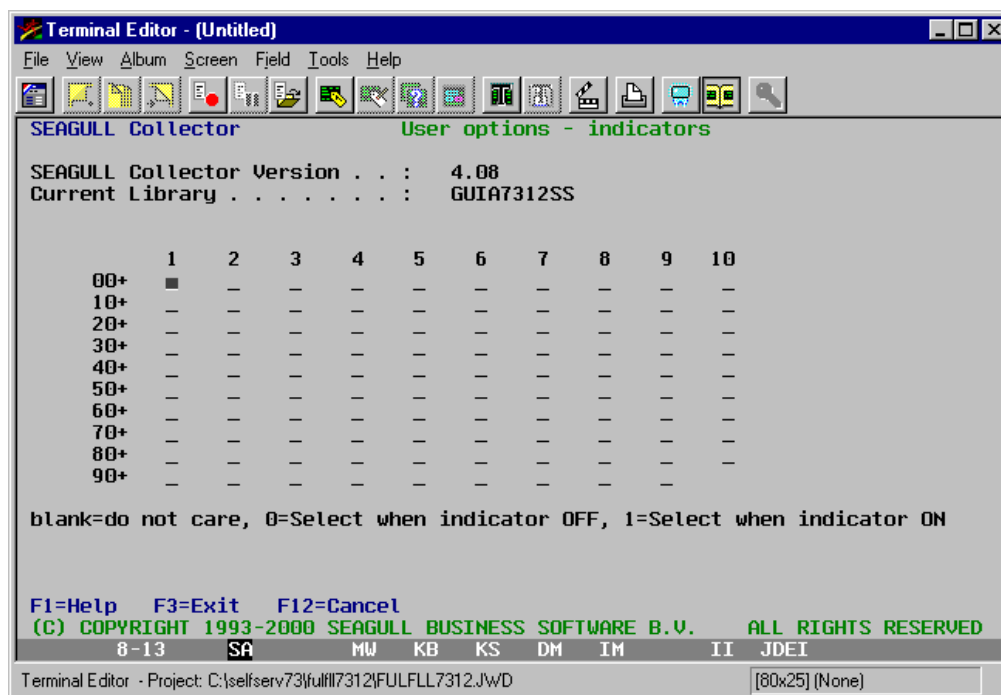 Terminal Editor - (Untitled)
File View Album Screen Field Tools Help
SEAGULL Collector User options - indicators
SEAGULL Collector Version . . : 4.08
Current Library . . . . . . . : GUIA7312SS
1 2 3 4 5 6 7 8 9 10
00+ _ _ _ _ _ _ _ _ _
10+ _ _ _ _ _ _ _ _ _ _
20+ _ _ _ _ _ _ _ _ _ _
30+ _ _ _ _ _ _ _ _ _ _
40+ _ _ _ _ _ _ _ _ _ _
50+ _ _ _ _ _ _ _ _ _ _
60+ _ _ _ _ _ _ _ _ _ _
70+ _ _ _ _ _ _ _ _ _ _
80+ _ _ _ _ _ _ _ _ _ _
90+ _ _ _ _ _ _ _ _ _
blank=do not care, 0=Select when indicator OFF, 1=Select when indicator ON
F1=Help F3=Exit F12=Cancel
(C) COPYRIGHT 1993-2000 SEAGULL BUSINESS SOFTWARE B.V. ALL RIGHTS RESERVED
8-13 SA MW KB KS DM IM II JDEI
Terminal Editor - Project: C:\selfserv73\fulfll7312\FULFLL7312.JWD [80x25] (None)